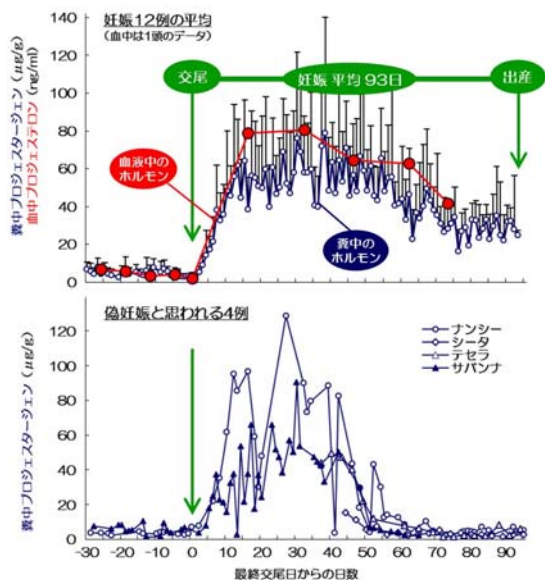 妊娠12例の平均
(血中は1頭のデータ)
糞中プロジェスタージェン(μg/g)
血中プロジェステロン(ng/ml)
140
120
100
80
60
40
20
0
交尾
妊娠 平均 93日
出産
血液中の
ホルモン
糞中の
ホルモン
偽妊娠と思われる4例
糞中プロジェスタージェン(μg/g)
120
100
80
60
40
20
0
ナンシー
シータ
テセラ
サバンナ
-30 -20 -10 0 10 20 30 40 50 60 70 80 90
最終交尾日からの日数